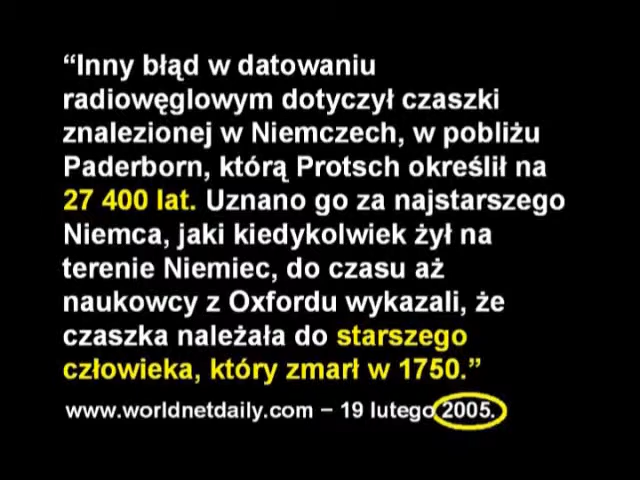 “Inny błąd w datowaniu
radiowęglowym dotyczył czaszki
znalezionej w Niemczech, w pobliżu
Paderborn, którą Protsch określił na
27 400 lat. Uznano go za najstarszego
Niemca, jaki kiedykolwiek żył na
terenie Niemiec, do czasu aż
naukowcy z Oxfordu wykazali, że
czaszka należała do starszego
człowieka, który zmarł w 1750.”
www.worldnetdaily.com – 19 lutego 2005.